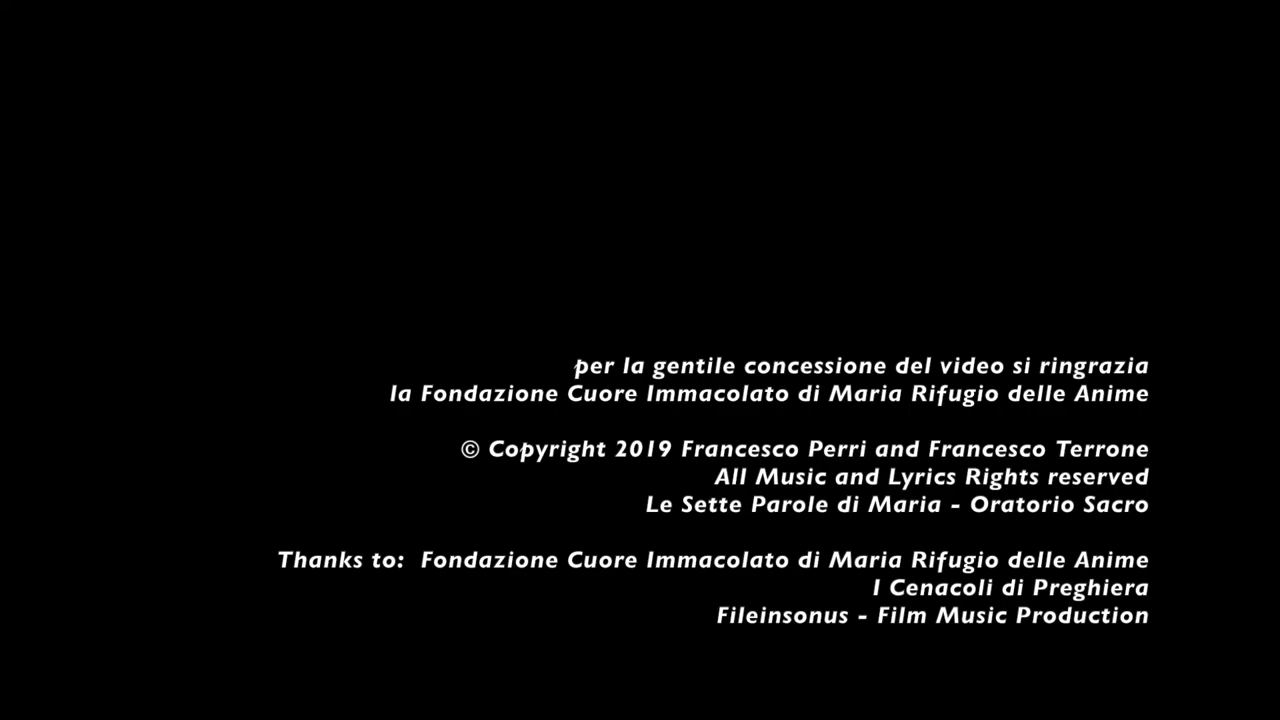 per la gentile concessione del video si ringrazia
la Fondazione Cuore Immacolato di Maria Rifugio delle Anime
© Copyright 2019 Francesco Perri and Francesco Terrone
All Music and Lyrics Rights reserved
Le Sette Parole di Maria - Oratorio Sacro
Thanks to: Fondazione Cuore Immacolato di Maria Rifugio delle Anime
I Cenacoli di Preghiera
Fileinsonus - Film Music Production